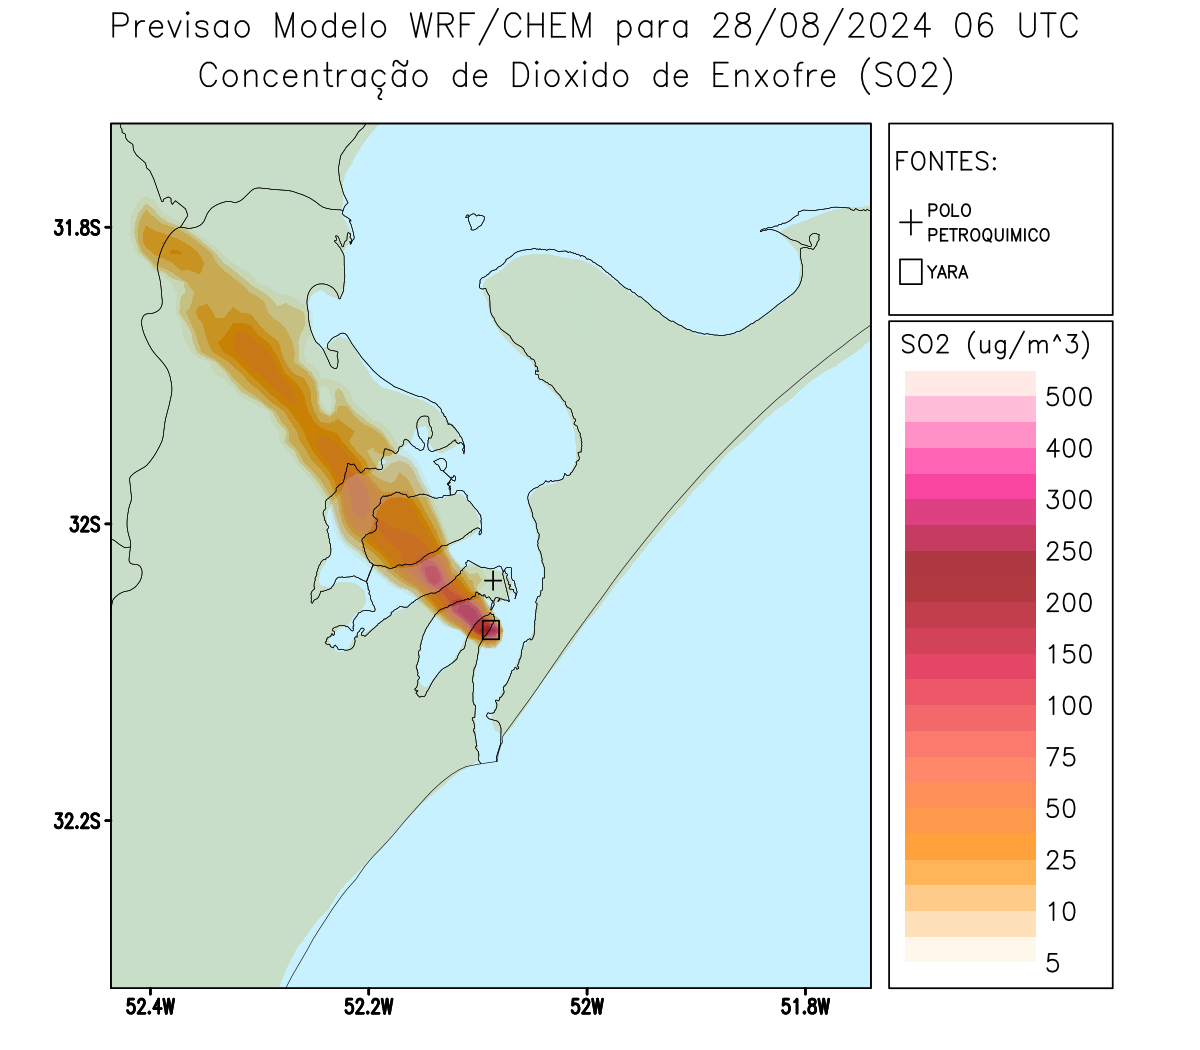 Previsao Modelo WRF/CHEM para 28/08/2024 06 UTC
Concentração de Dioxido de Enxofre (SO2)
FONTES:
POLO
PETROQUIMICO
YARA
SO2 (ug/m^3)
500
400
300
250
200
150
100
75
50
25
10
5
31.8S
32S
32.2S
52.4W
52.2W
52W
51.8W